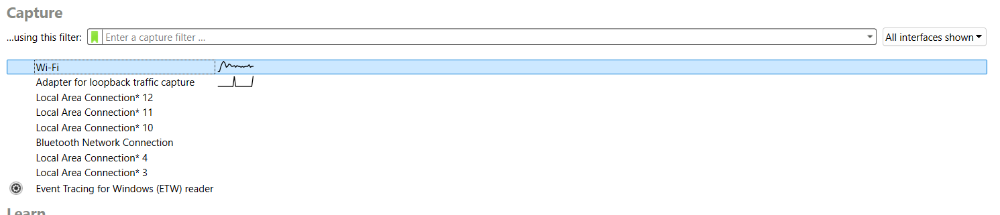 Capture
...using this filter: Enter a capture filter ... All interfaces shown
Wi-Fi
Adapter for loopback traffic capture
Local Area Connection* 12
Local Area Connection* 11
Local Area Connection* 10
Bluetooth Network Connection
Local Area Connection* 4
Local Area Connection* 3
Event Tracing for Windows (ETW) reader
Learn